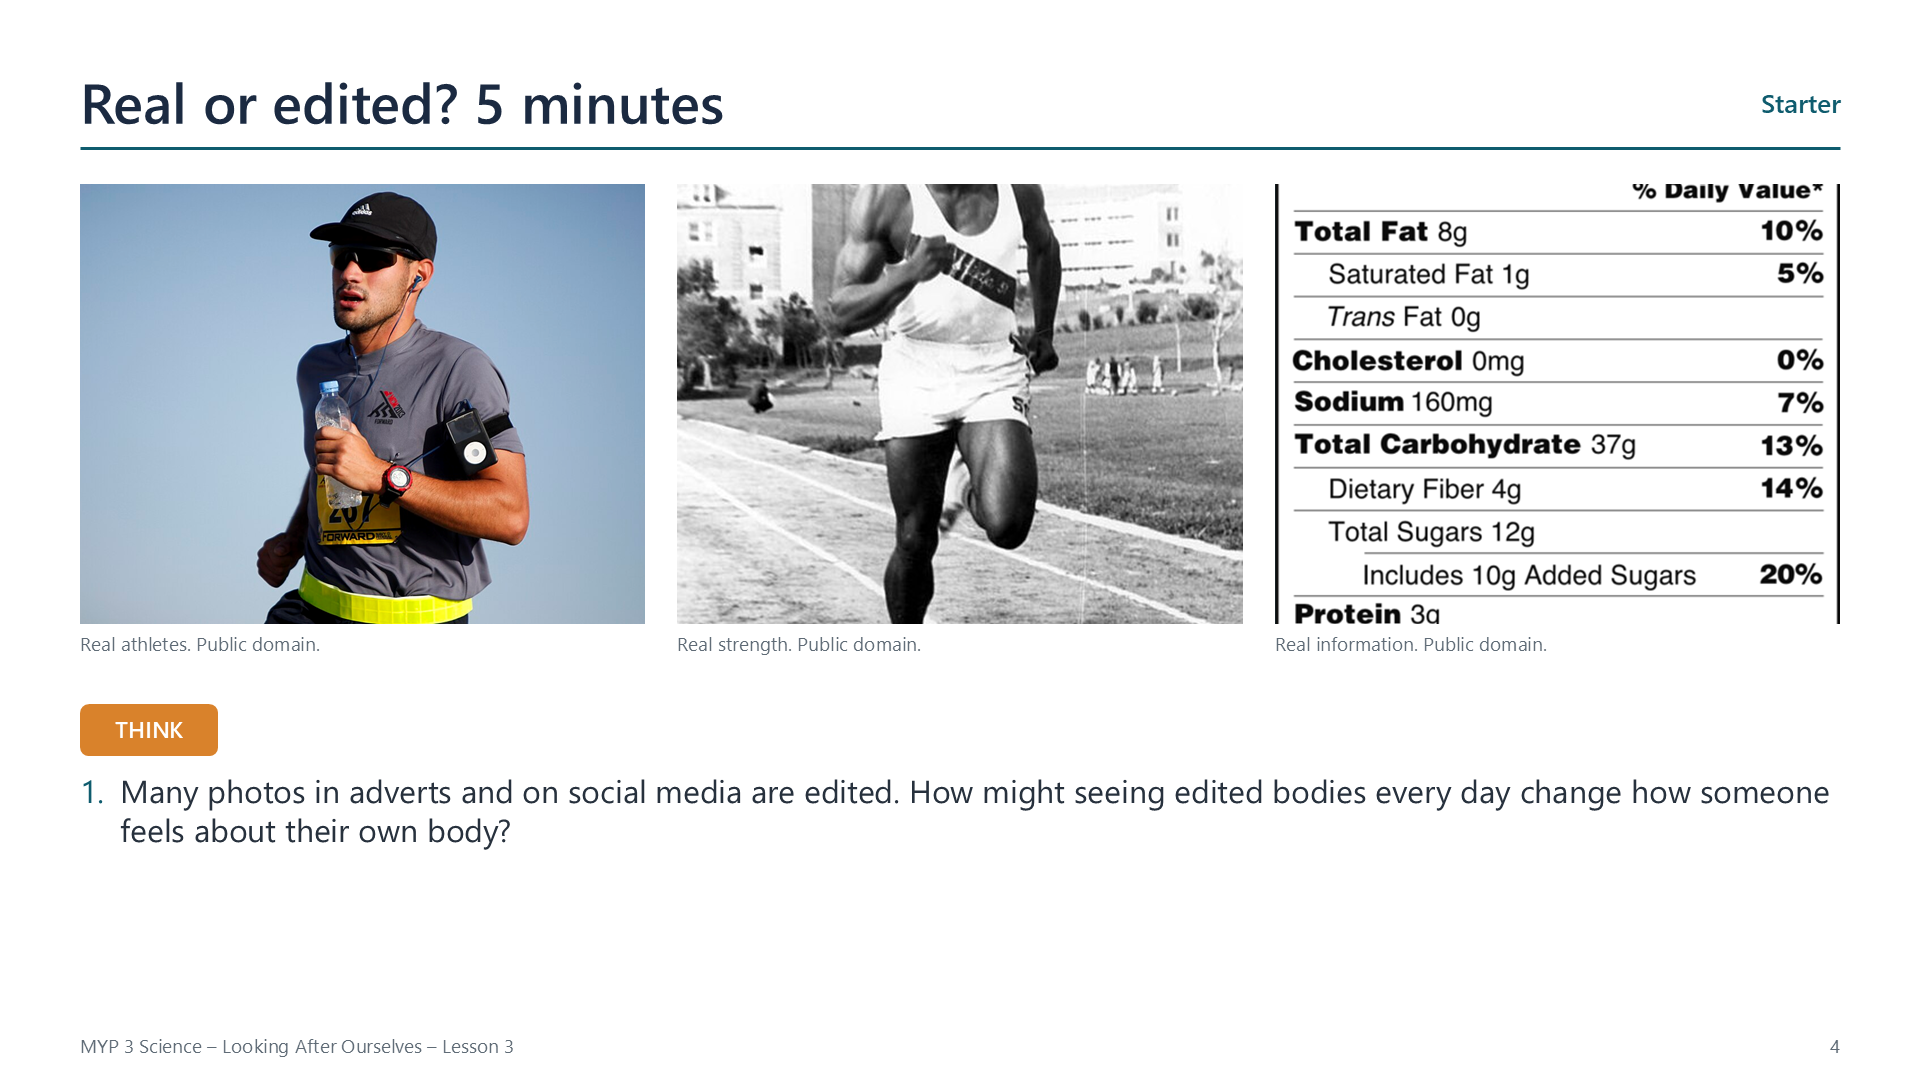 Real or edited? 5 minutes
Starter
adidas
FORWARD
207
FORWARD
% Daily Value*
Total Fat 8g 10%
Saturated Fat 1g 5%
Trans Fat 0g
Cholesterol 0mg 0%
Sodium 160mg 7%
Total Carbohydrate 37g 13%
Dietary Fiber 4g 14%
Total Sugars 12g
Includes 10g Added Sugars 20%
Protein 3g
Real athletes. Public domain.
Real strength. Public domain.
Real information. Public domain.
THINK
1. Many photos in adverts and on social media are edited. How might seeing edited bodies every day change how someone
feels about their own body?
MYP 3 Science – Looking After Ourselves – Lesson 3
4